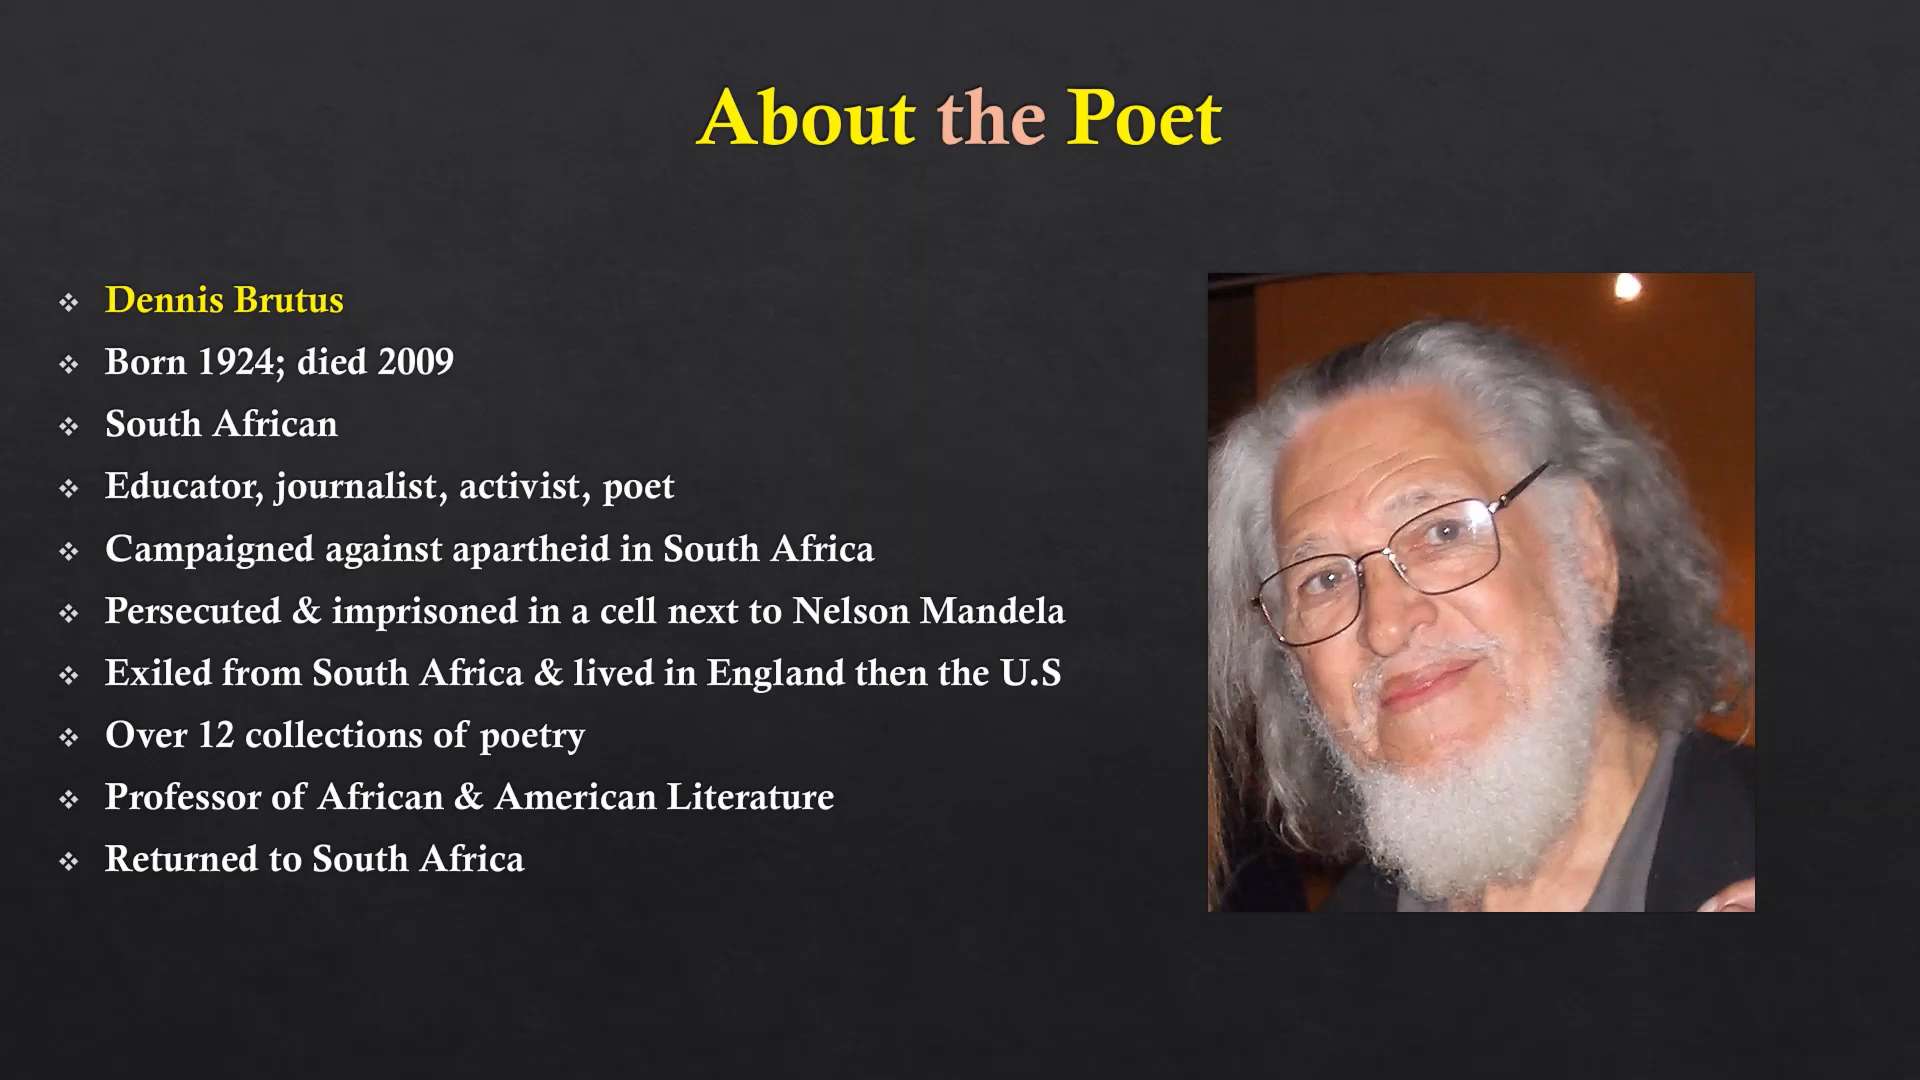 About the Poet
Dennis Brutus
Born 1924; died 2009
South African
Educator, journalist, activist, poet
Campaigned against apartheid in South Africa
Persecuted & imprisoned in a cell next to Nelson Mandela
Exiled from South Africa & lived in England then the U.S
Over 12 collections of poetry
Professor of African & American Literature
Returned to South Africa